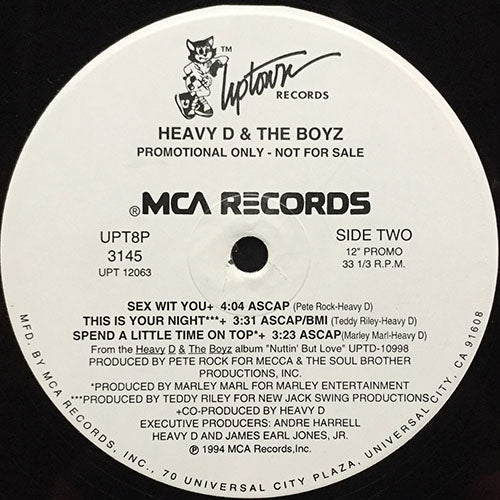 ™
Uptown
RECORDS
HEAVY D & THE BOYZ
PROMOTIONAL ONLY - NOT FOR SALE
®MCA RECORDS
UPT8P
3145
UPT 12063
SIDE TWO
12" PROMO
33 1/3 R.P.M.
SEX WIT YOU+ 4:04 ASCAP (Pete Rock-Heavy D)
THIS IS YOUR NIGHT***+ 3:31 ASCAP/BMI (Teddy Riley-Heavy D)
SPEND A LITTLE TIME ON TOP*+ 3:23 ASCAP(Marley Marl-Heavy D)
From the Heavy D & The Boyz album "Nuttin' But Love" UPTD-10998
PRODUCED BY PETE ROCK FOR MECCA & THE SOUL BROTHER
PRODUCTIONS, INC.
*PRODUCED BY MARLEY MARL FOR MARLEY ENTERTAINMENT
***PRODUCED BY TEDDY RILEY FOR NEW JACK SWING PRODUCTIONS
+CO-PRODUCED BY HEAVY D
EXECUTIVE PRODUCERS: ANDRE HARRELL
HEAVY D AND JAMES EARL JONES, JR.
℗ 1994 MCA Records,Inc.
MFD. BY MCA RECORDS, INC., 70 UNIVERSAL CITY PLAZA, UNIVERSAL CITY, CA 91608